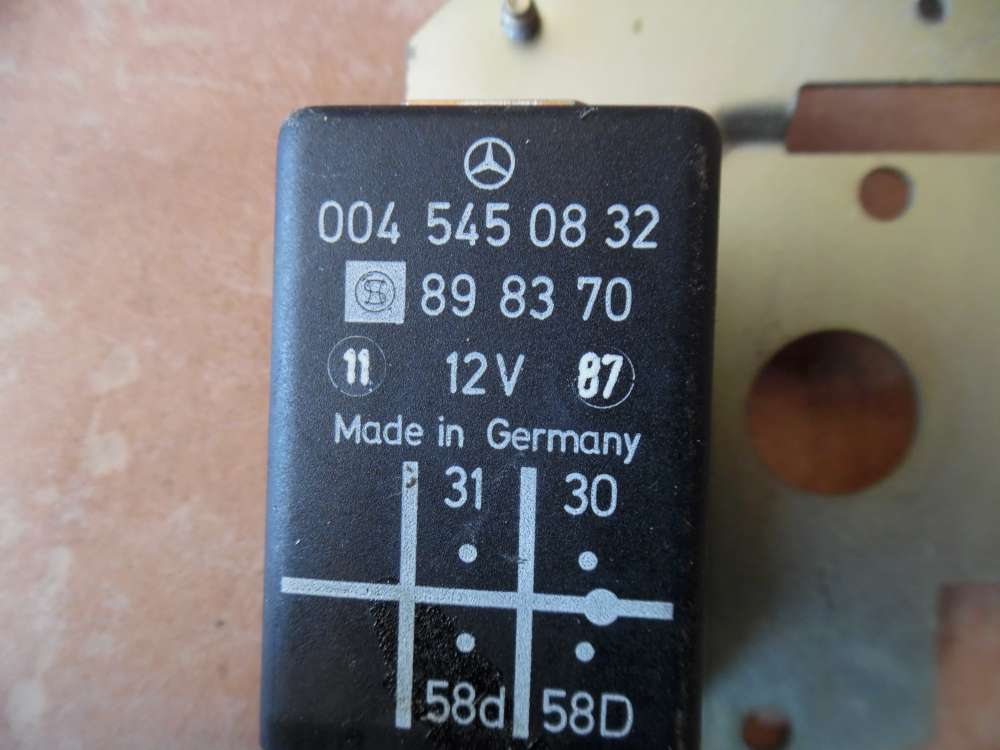 004 545 08 32
89 83 70
11 12V 87
Made in Germany
31 30
58d 58D